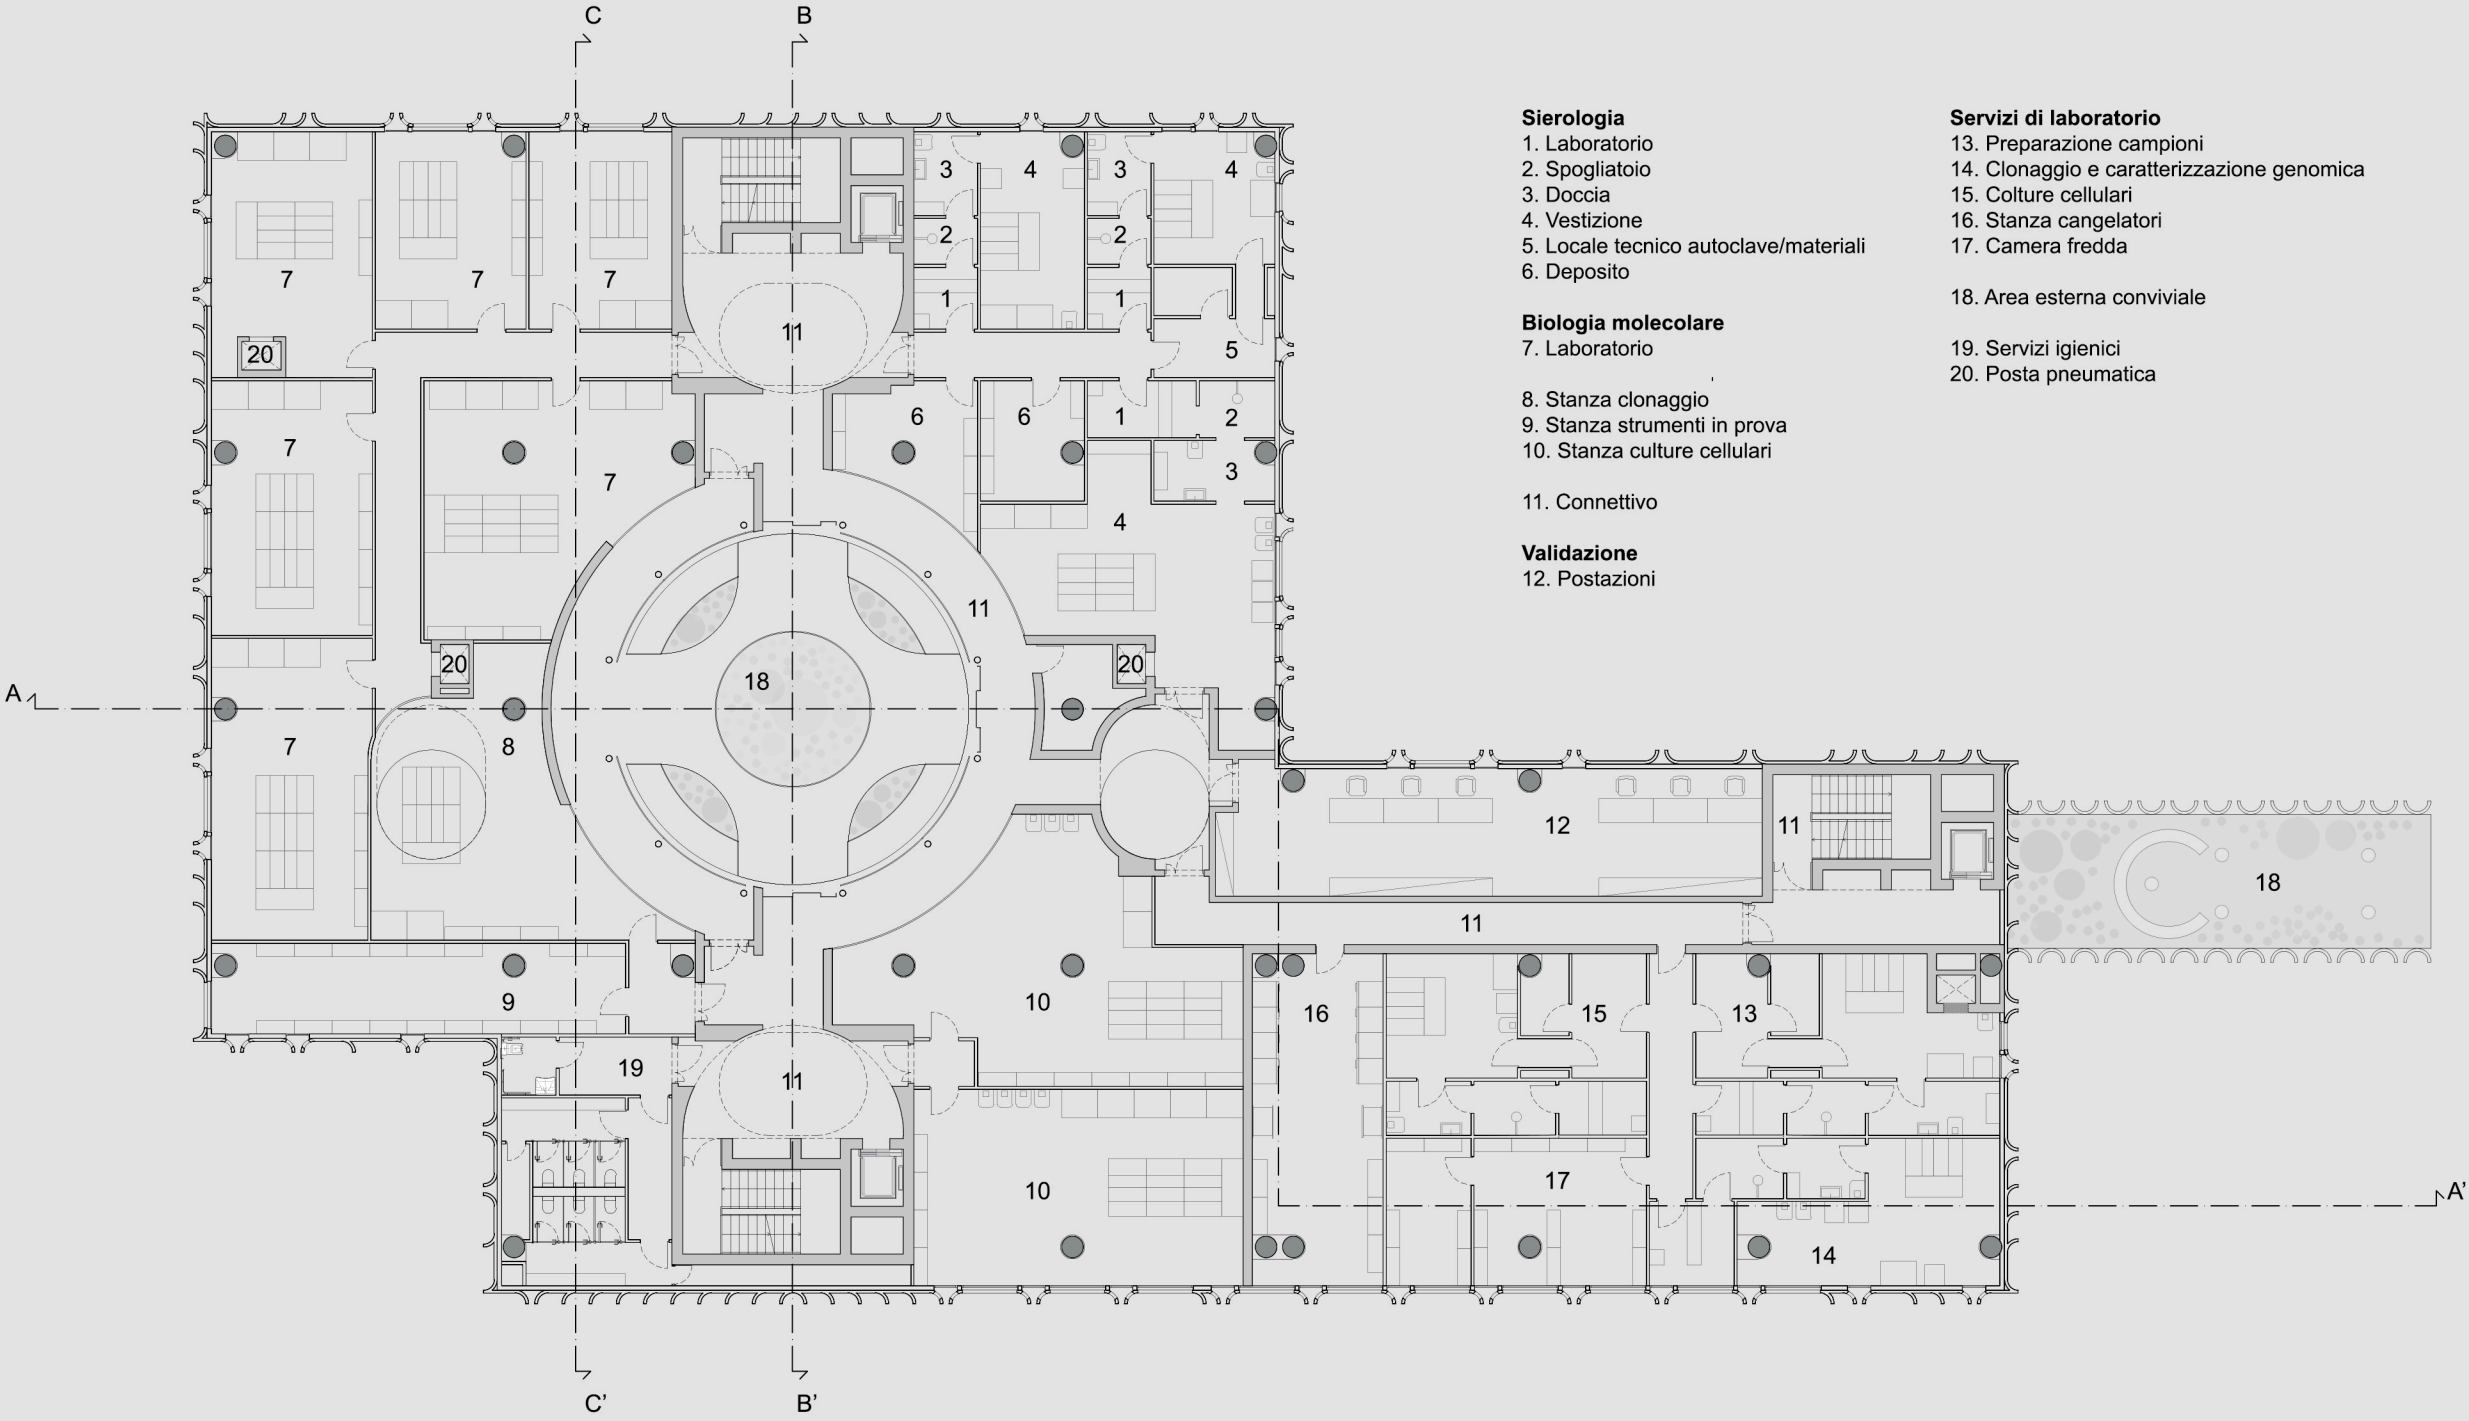 C
B
Sierologia
1. Laboratorio
2. Spogliatoio
3. Doccia
4. Vestizione
5. Locale tecnico autoclave/materiali
6. Deposito
Biologia molecolare
7. Laboratorio
8. Stanza clonaggio
9. Stanza strumenti in prova
10. Stanza culture cellulari
11. Connettivo
Validazione
12. Postazioni
Servizi di laboratorio
13. Preparazione campioni
14. Clonaggio e caratterizzazione genomica
15. Colture cellulari
16. Stanza cangelatori
17. Camera fredda
18. Area esterna conviviale
19. Servizi igienici
20. Posta pneumatica
3 4 3 4
2 2
7 7 7 1 1
11
20 5
6 6 1 2
7
7 3
4
11
20 20
A 18
7 8
12 11
18
11
9 10 16 15 13
19 11
17
10
14
A'
C' B'